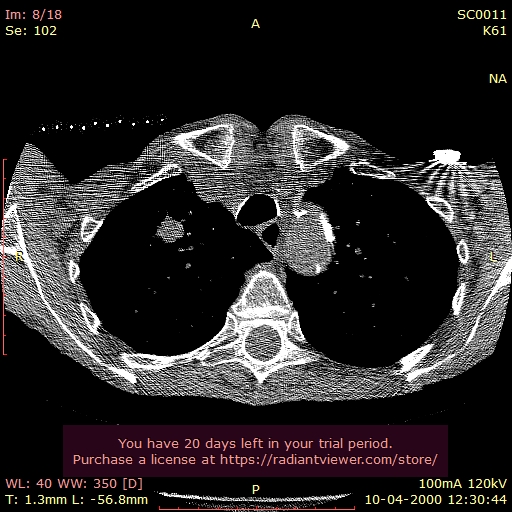 Im: 8/18
Se: 102
A
SC0011
K61
NA
R
L
You have 20 days left in your trial period.
Purchase a license at https://radiantviewer.com/store/
WL: 40 WW: 350 [D]
T: 1.3mm L: -56.8mm
P
100mA 120kV
10-04-2000 12:30:44